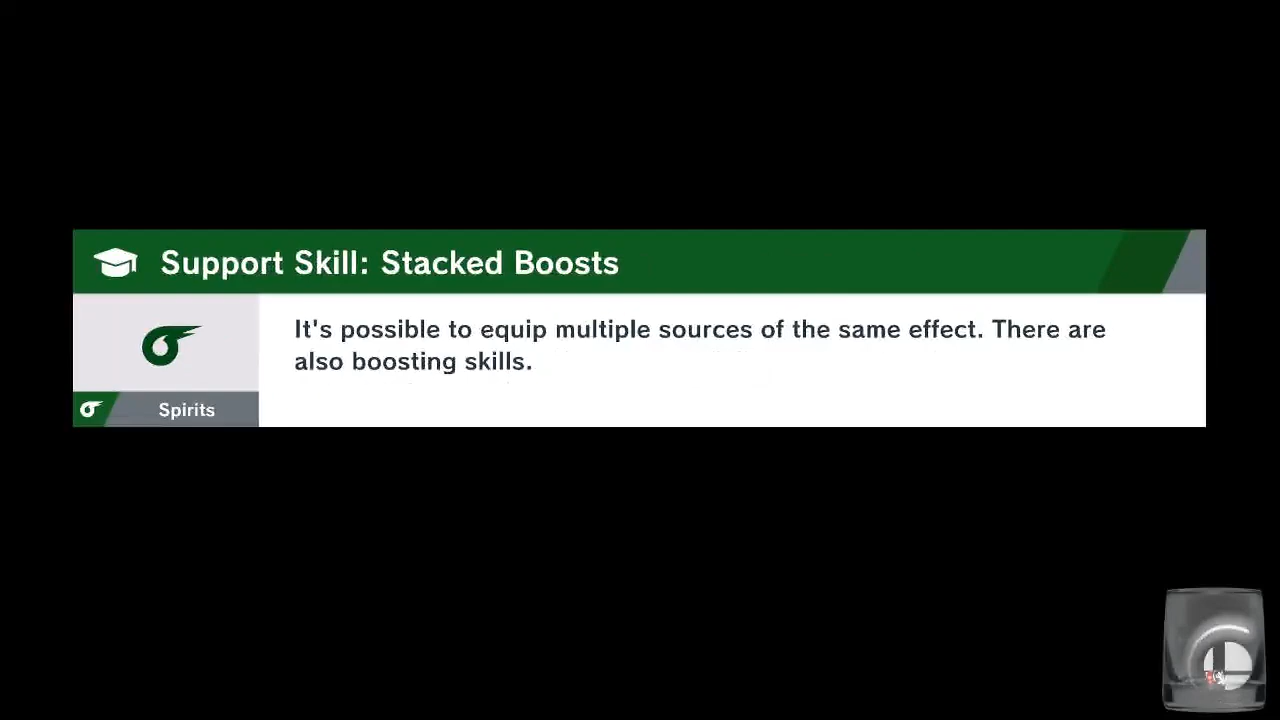 Support Skill: Stacked Boosts
It's possible to equip multiple sources of the same effect. There are
also boosting skills.
Spirits